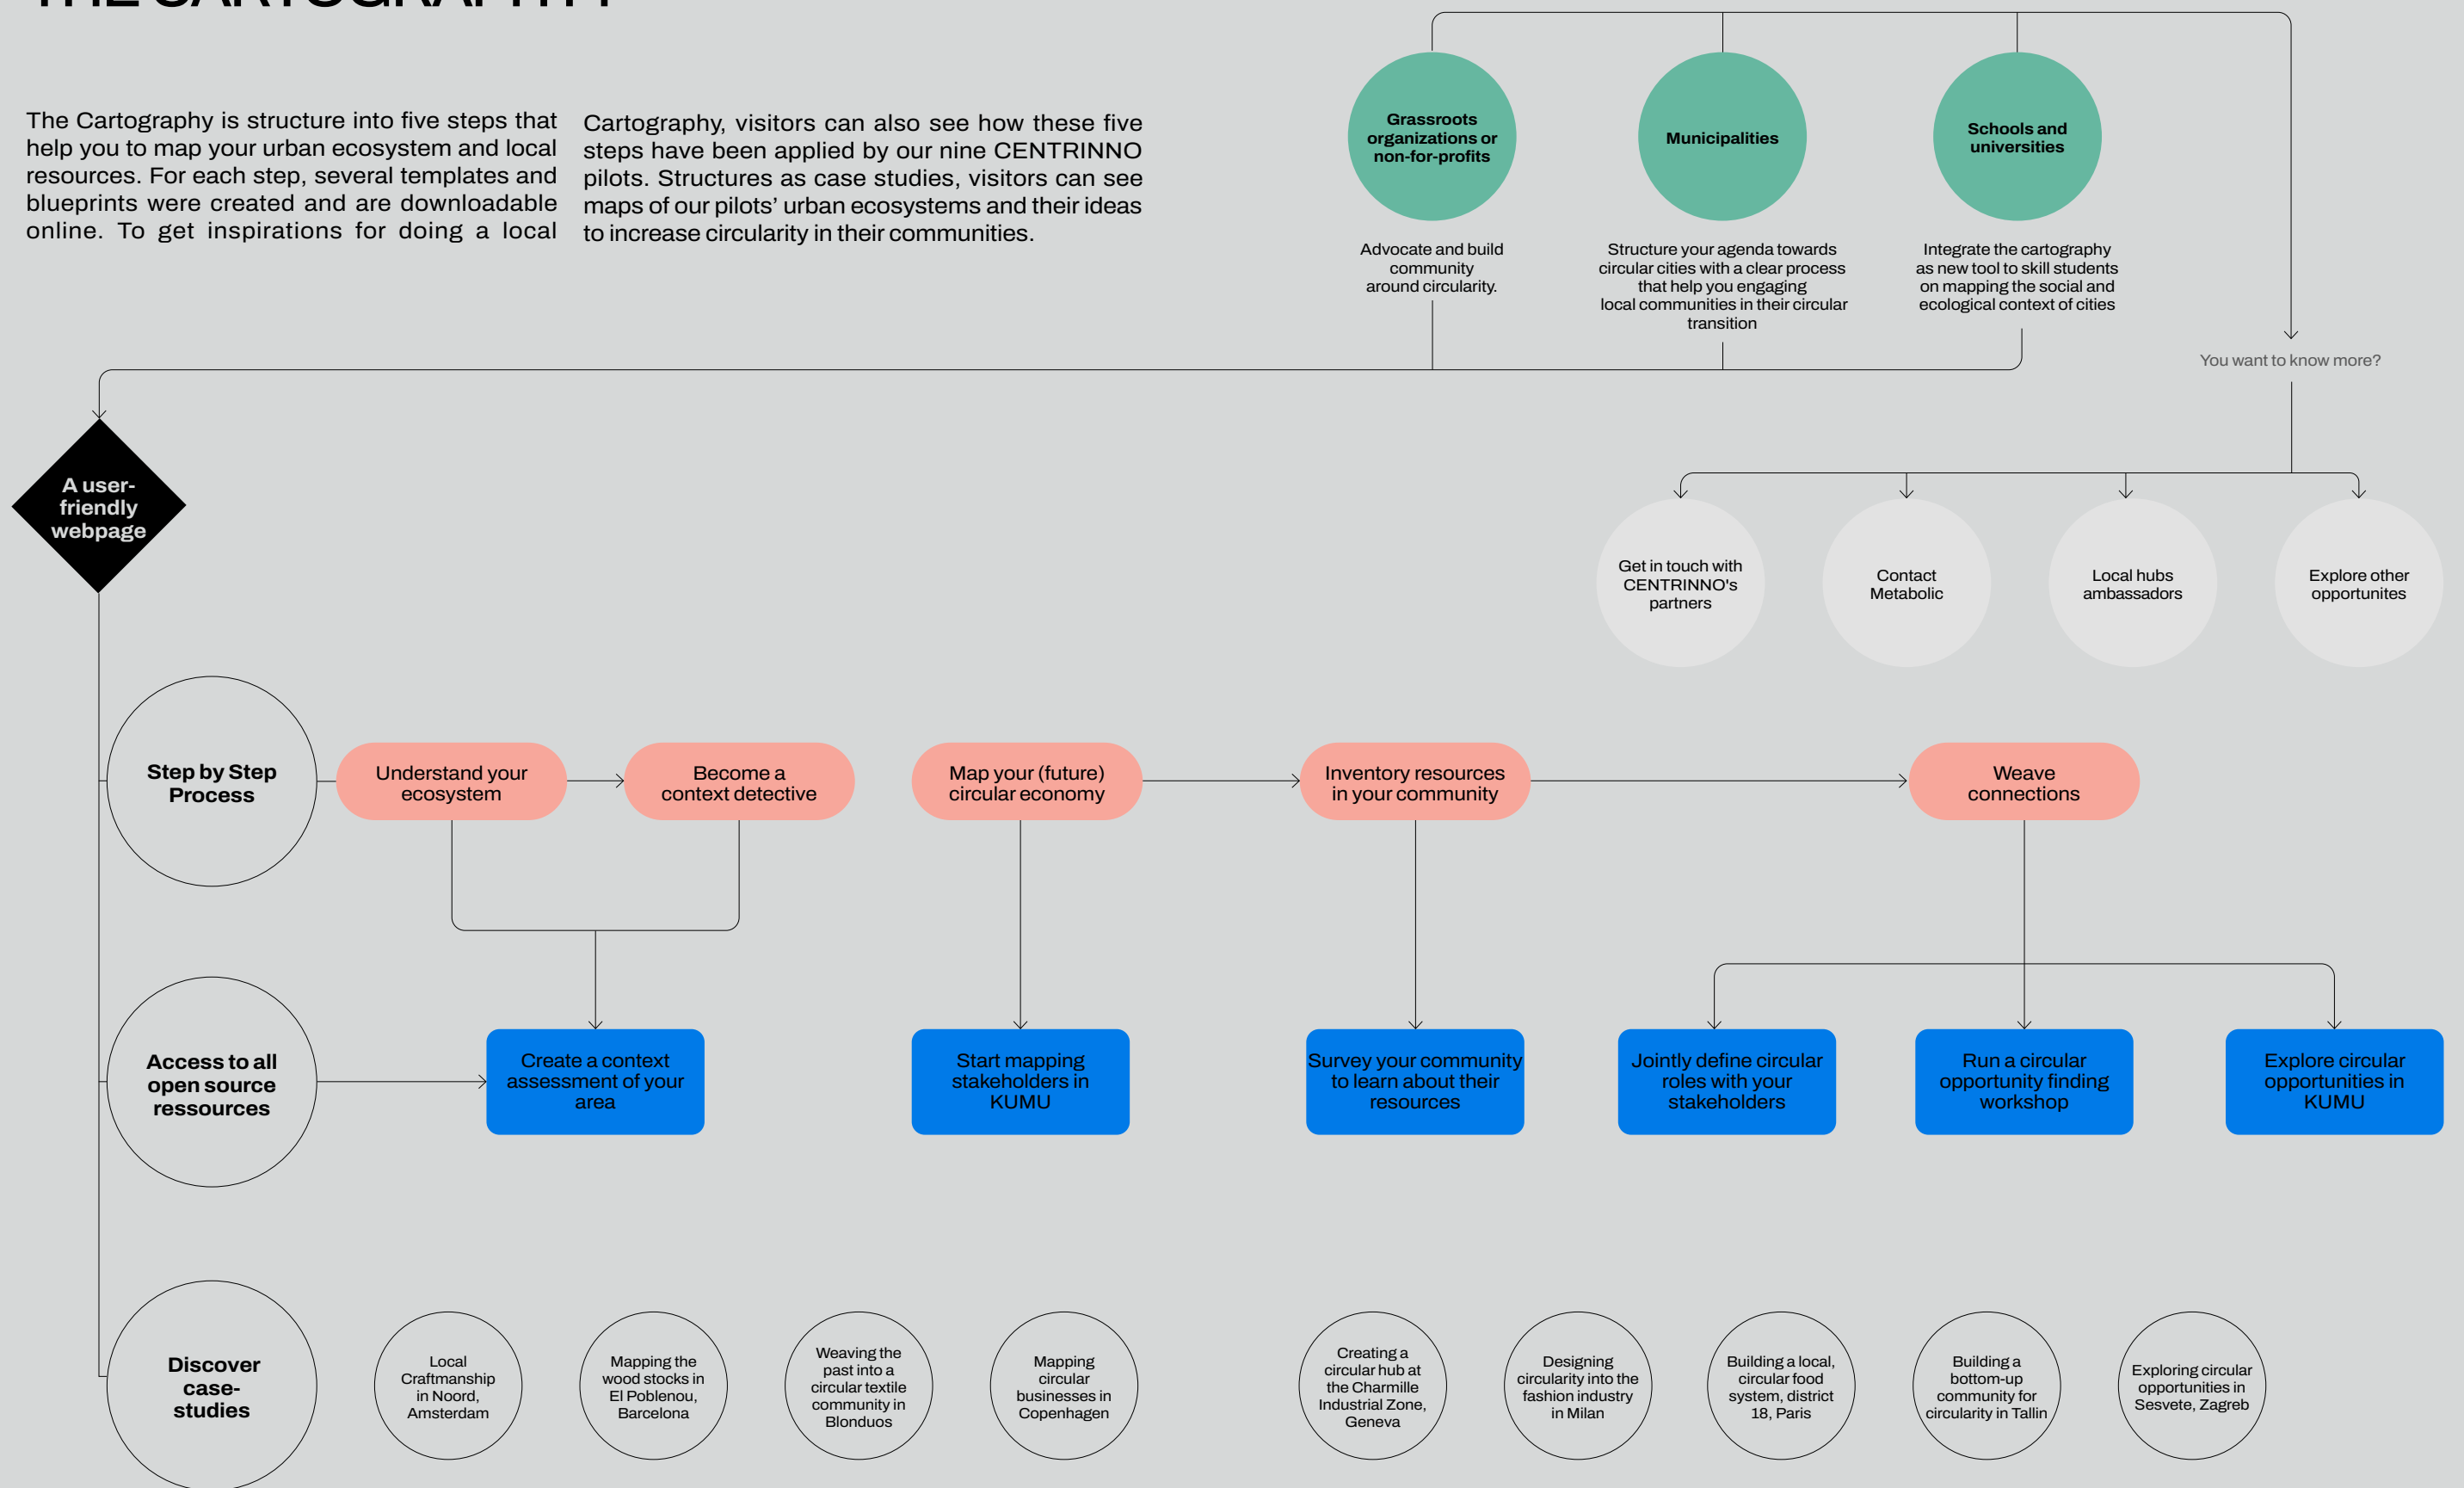 The Cartography is structure into five steps that
help you to map your urban ecosystem and local
resources. For each step, several templates and
blueprints were created and are downloadable
online. To get inspirations for doing a local
Cartography, visitors can also see how these five
steps have been applied by our nine CENTRINNO
pilots. Structures as case studies, visitors can see
maps of our pilots’ urban ecosystems and their ideas
to increase circularity in their communities.
Grassroots
organizations or
non-for-profits
Municipalities
Schools and
universities
Advocate and build
community
around circularity.
Structure your agenda towards
circular cities with a clear process
that help you engaging
local communities in their circular
transition
Integrate the cartography
as new tool to skill students
on mapping the social and
ecological context of cities
You want to know more?
A user-
friendly
webpage
Get in touch with
CENTRINNO's
partners
Contact
Metabolic
Local hubs
ambassadors
Explore other
opportunites
Step by Step
Process
Understand your
ecosystem
Become a
context detective
Map your (future)
circular economy
Inventory resources
in your community
Weave
connections
Access to all
open source
ressources
Create a context
assessment of your
area
Start mapping
stakeholders in
KUMU
Survey your community
to learn about their
resources
Jointly define circular
roles with your
stakeholders
Run a circular
opportunity finding
workshop
Explore circular
opportunities in
KUMU
Discover
case-
studies
Local
Craftmanship
in Noord,
Amsterdam
Mapping the
wood stocks in
El Poblenou,
Barcelona
Weaving the
past into a
circular textile
community in
Blonduos
Mapping
circular
businesses in
Copenhagen
Creating a
circular hub at
the Charmille
Industrial Zone,
Geneva
Designing
circularity into the
fashion industry
in Milan
Building a local,
circular food
system, district
18, Paris
Building a
bottom-up
community for
circularity in Tallin
Exploring circular
opportunities in
Sesvete, Zagreb